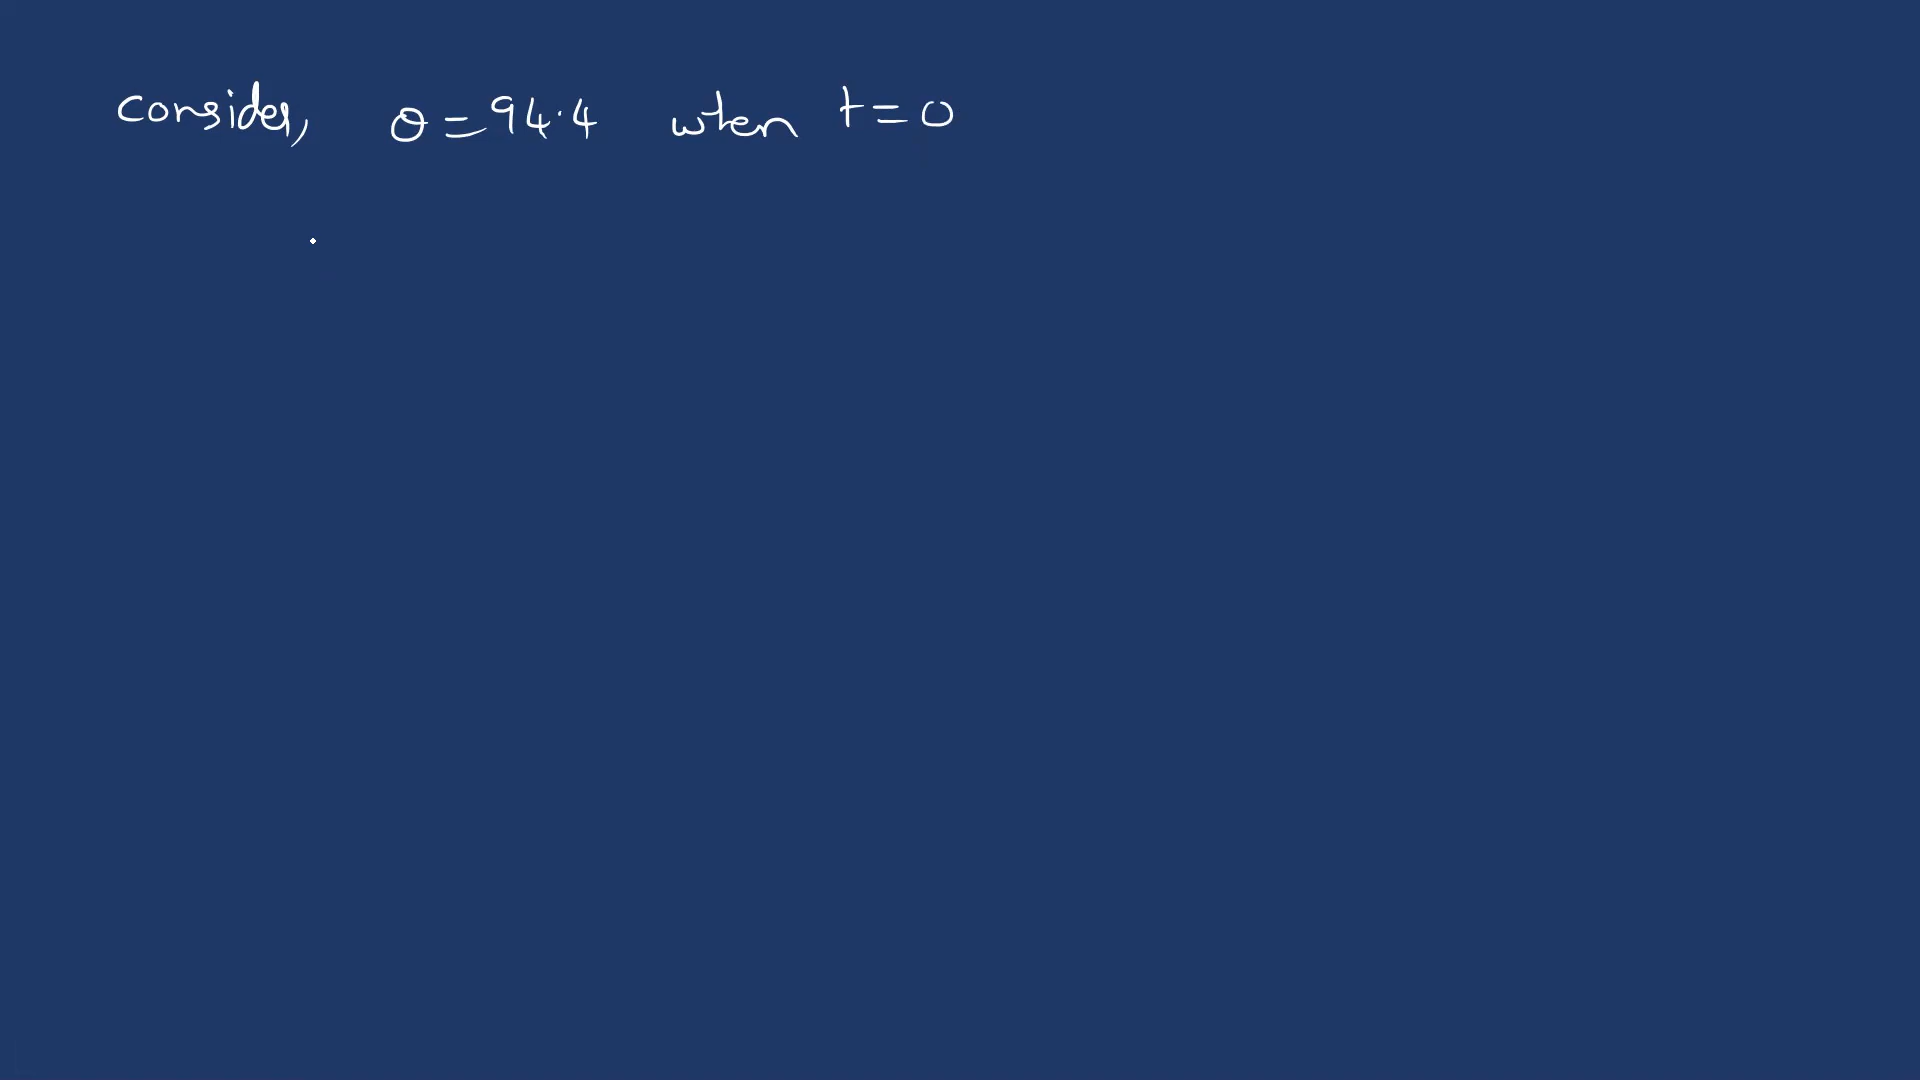 Consider, θ = 94.4 when t = 0